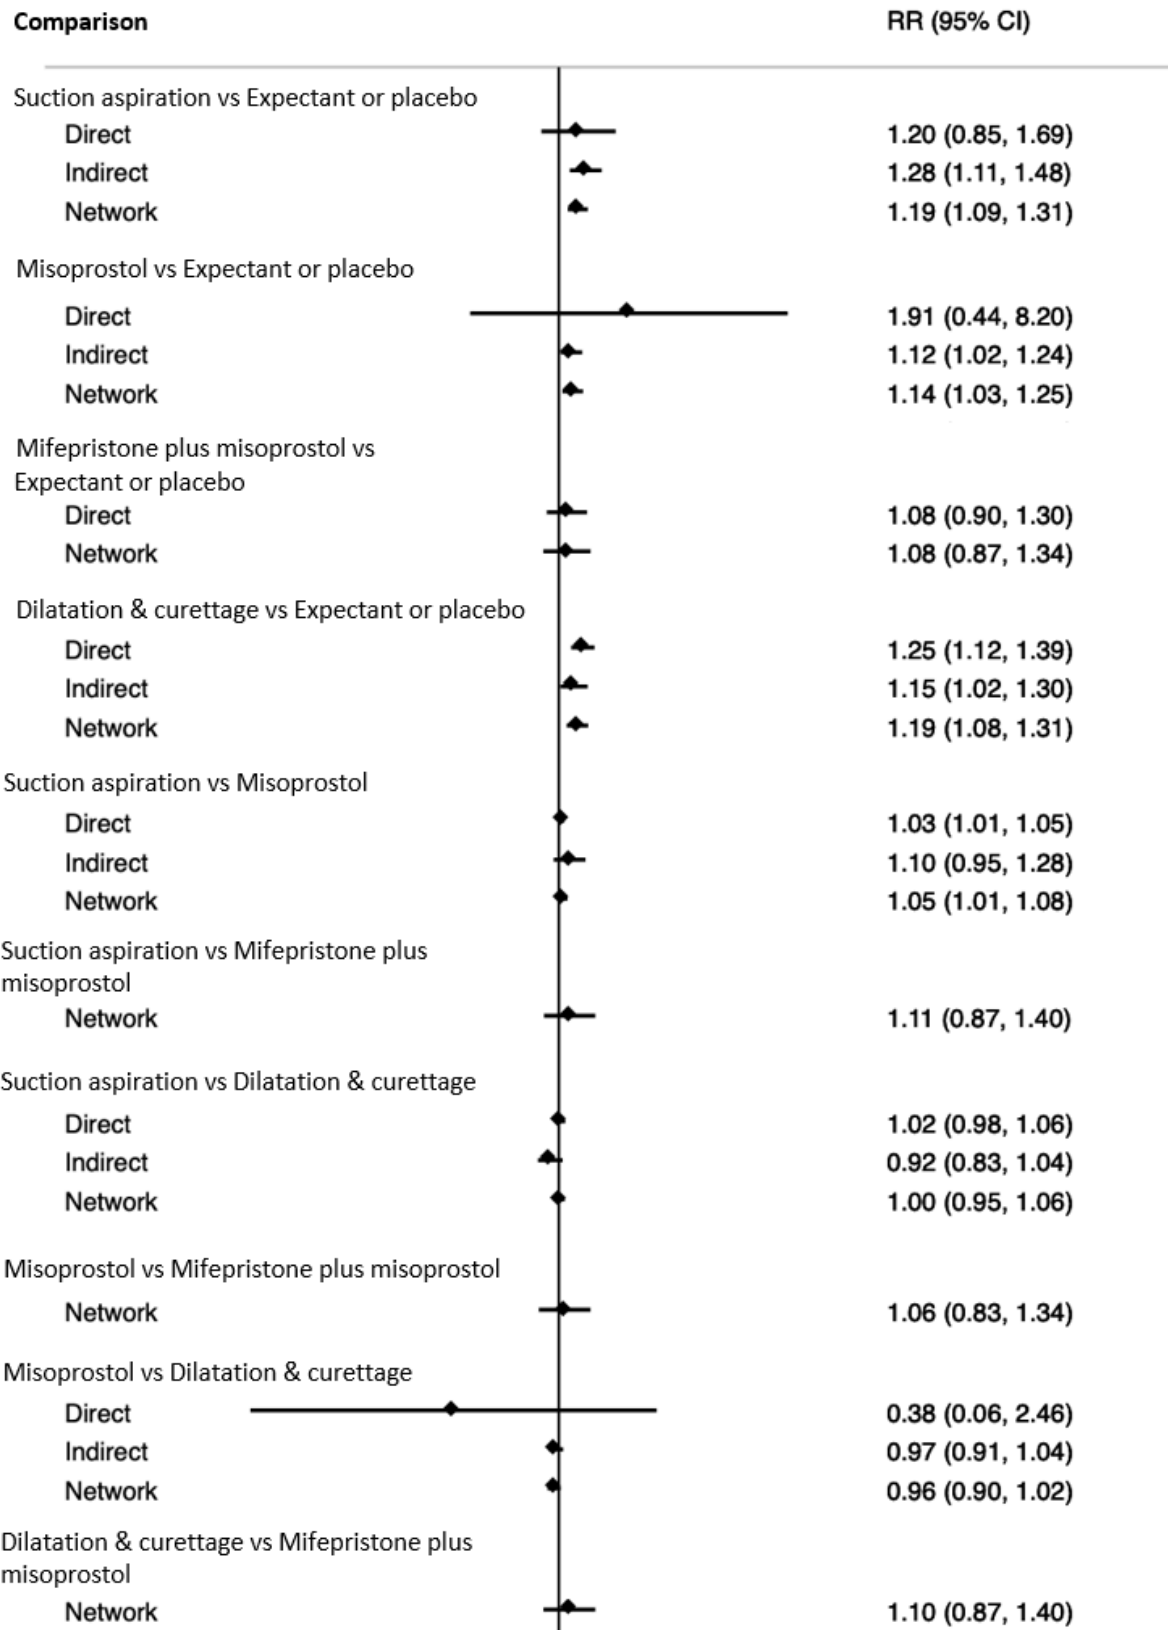 Comparison RR (95% CI)
Suction aspiration vs Expectant or placebo
Direct 1.20 (0.85, 1.69)
Indirect 1.28 (1.11, 1.48)
Network 1.19 (1.09, 1.31)
Misoprostol vs Expectant or placebo
Direct 1.91 (0.44, 8.20)
Indirect 1.12 (1.02, 1.24)
Network 1.14 (1.03, 1.25)
Mifepristone plus misoprostol vs
Expectant or placebo
Direct 1.08 (0.90, 1.30)
Network 1.08 (0.87, 1.34)
Dilatation & curettage vs Expectant or placebo
Direct 1.25 (1.12, 1.39)
Indirect 1.15 (1.02, 1.30)
Network 1.19 (1.08, 1.31)
Suction aspiration vs Misoprostol
Direct 1.03 (1.01, 1.05)
Indirect 1.10 (0.95, 1.28)
Network 1.05 (1.01, 1.08)
Suction aspiration vs Mifepristone plus
misoprostol
Network 1.11 (0.87, 1.40)
Suction aspiration vs Dilatation & curettage
Direct 1.02 (0.98, 1.06)
Indirect 0.92 (0.83, 1.04)
Network 1.00 (0.95, 1.06)
Misoprostol vs Mifepristone plus misoprostol
Network 1.06 (0.83, 1.34)
Misoprostol vs Dilatation & curettage
Direct 0.38 (0.06, 2.46)
Indirect 0.97 (0.91, 1.04)
Network 0.96 (0.90, 1.02)
Dilatation & curettage vs Mifepristone plus
misoprostol
Network 1.10 (0.87, 1.40)